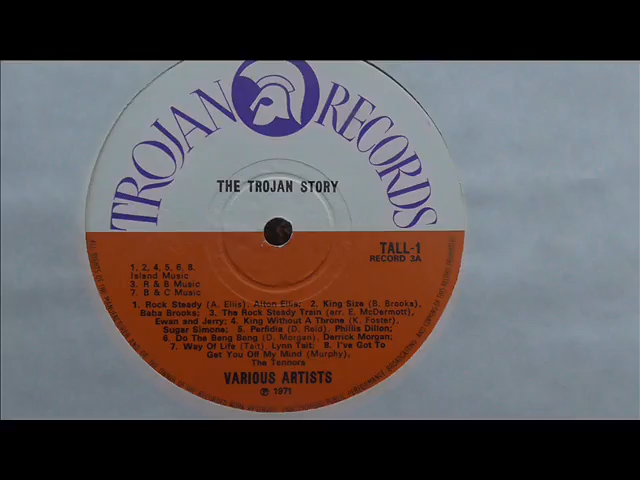 TROJAN RECORDS
THE TROJAN STORY
TALL-1
RECORD 2A
1, 2, 4, 5, 6, 8.
Island Music
3. R & B Music
7. B & C Music
1. Rock Steady (A. Ellis), Alton Ellis: 2. King Size (B. Brooks),
Baba Brooks: 3. The Rock Steady Train (arr. E. McDermott),
Ewan and Jerry: 4. King Without A Throne (K. Foster),
Sugar Simone: 5. Perfidia (D. Reid), Phillis Dillon:
6. Do The Bang Bang (D. Morgan), Derrick Morgan:
7. Way Of Life (Tait), Lynn Tait: 8. I've Got To
Get You Off My Mind (Murphy),
The Tennors
VARIOUS ARTISTS
℗ 1971